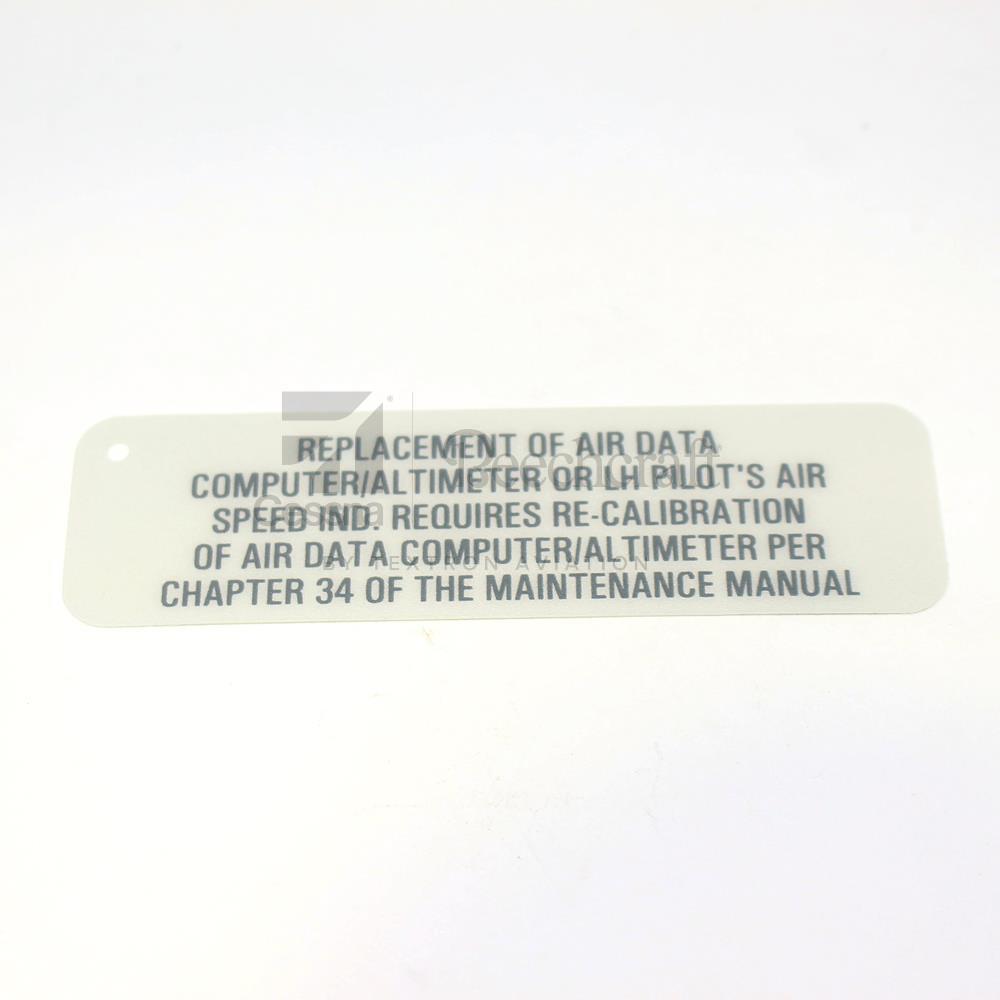 REPLACEMENT OF AIR DATA
COMPUTER/ALTIMETER OR LH PILOT'S AIR
SPEED IND. REQUIRES RE-CALIBRATION
OF AIR DATA COMPUTER/ALTIMETER PER
CHAPTER 34 OF THE MAINTENANCE MANUAL
Cessna
®
Beechcraft
BY TEXTRON AVIATION